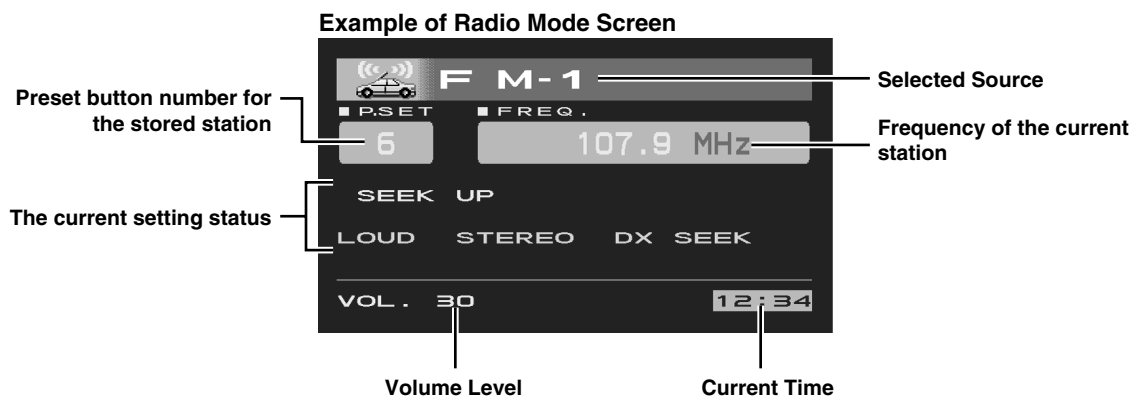 Example of Radio Mode Screen
F M-1
Selected Source
Preset button number for
the stored station
P.SET
FREQ.
6
107.9 MHz
Frequency of the current
station
SEEK UP
The current setting status
LOUD STEREO DX SEEK
VOL. 30
12:34
Volume Level
Current Time